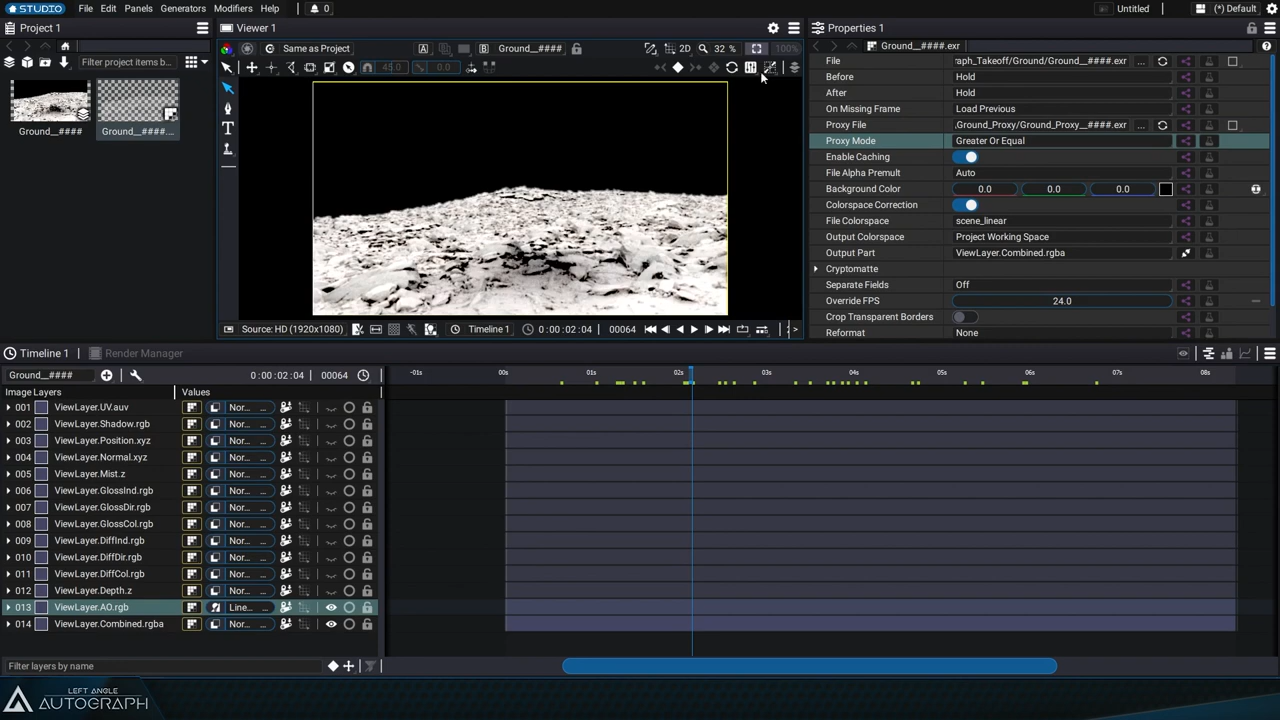 STUDIO File Edit Panels Generators Modifiers Help 0 Untitled (*) Default
Project 1
Filter project items b
Ground__####
Ground__####....
Viewer 1
Same as Project A B Ground__#### 2D 32 % 100%
45.0 0.0
Source: HD (1920x1080) Timeline 1 0:00:02:04 00064
Properties 1
Ground__####.exr
File raph_Takeoff/Ground/Ground__####.exr ...
Before Hold
After Hold
On Missing Frame Load Previous
Proxy File Ground_Proxy/Ground_Proxy__####.exr ...
Proxy Mode Greater Or Equal
Enable Caching
File Alpha Premult Auto
Background Color 0.0 0.0 0.0
Colorspace Correction
File Colorspace scene_linear
Output Colorspace Project Working Space
Output Part ViewLayer.Combined.rgba
Cryptomatte
Separate Fields Off
Override FPS 24.0
Crop Transparent Borders
Reformat None
Timeline 1 Render Manager
Ground__#### 0:00:02:04 00064
-01s 00s 01s 02s 03s 04s 05s 06s 07s 08s
Image Layers Values
001 ViewLayer.UV.auv Nor... ...
002 ViewLayer.Shadow.rgb Nor... ...
003 ViewLayer.Position.xyz Nor... ...
004 ViewLayer.Normal.xyz Nor... ...
005 ViewLayer.Mist.z Nor... ...
006 ViewLayer.GlossInd.rgb Nor... ...
007 ViewLayer.GlossDir.rgb Nor... ...
008 ViewLayer.GlossCol.rgb Nor... ...
009 ViewLayer.DiffInd.rgb Nor... ...
010 ViewLayer.DiffDir.rgb Nor... ...
011 ViewLayer.DiffCol.rgb Nor... ...
012 ViewLayer.Depth.z Nor... ...
013 ViewLayer.AO.rgb Line... ...
014 ViewLayer.Combined.rgba Nor... ...
Filter layers by name
LEFT ANGLE
AUTOGRAPH